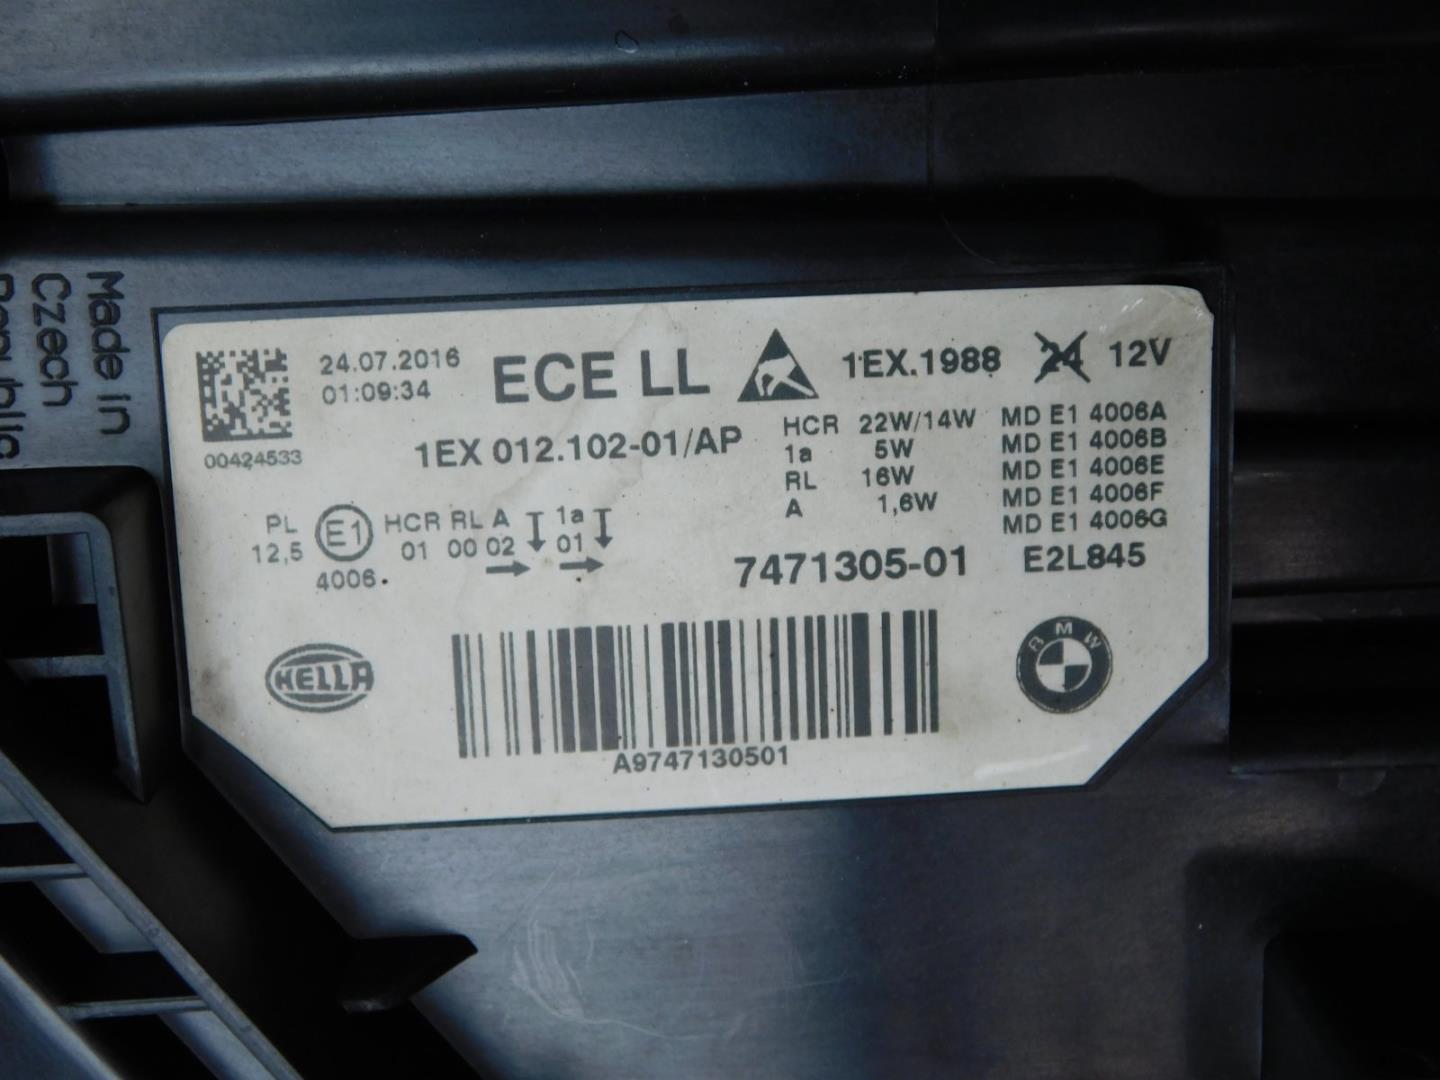 Made in
Czech
Republic
24.07.2016
01:09:34
00424533
ECE LL
1EX.1988
24 12V
1EX 012.102-01/AP
HCR 22W/14W
1a 5W
RL 16W
A 1,6W
MD E1 4006A
MD E1 4006B
MD E1 4006E
MD E1 4006F
MD E1 4006G
PL
12,5
E1
4006.
HCR RL A 1a
01 00 02 01
7471305-01
E2L845
HELLA
BMW
A9747130501